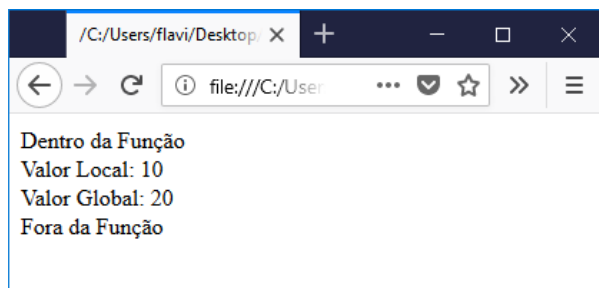 /C:/Users/flavi/Desktop/
file:///C:/User
Dentro da Função
Valor Local: 10
Valor Global: 20
Fora da Função